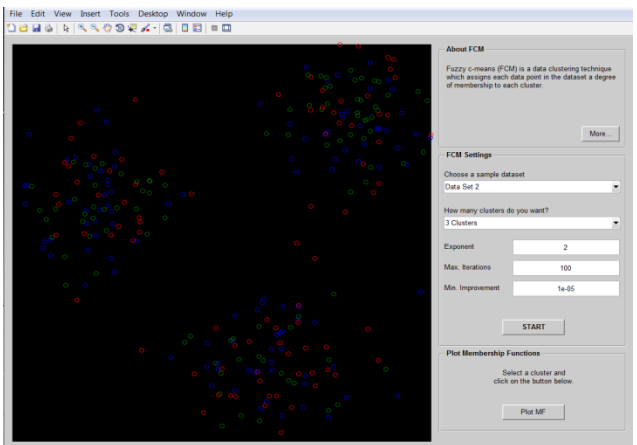 File Edit View Insert Tools Desktop Window Help
About FCM
Fuzzy c-means (FCM) is a data clustering technique
which assigns each data point in the dataset a degree
of membership to each cluster.
More...
FCM Settings
Choose a sample dataset
Data Set 2
How many clusters do you want?
3 Clusters
Exponent 2
Max. Iterations 100
Min. Improvement 1e-05
START
Plot Membership Functions
Select a cluster and
click on the button below.
Plot MF